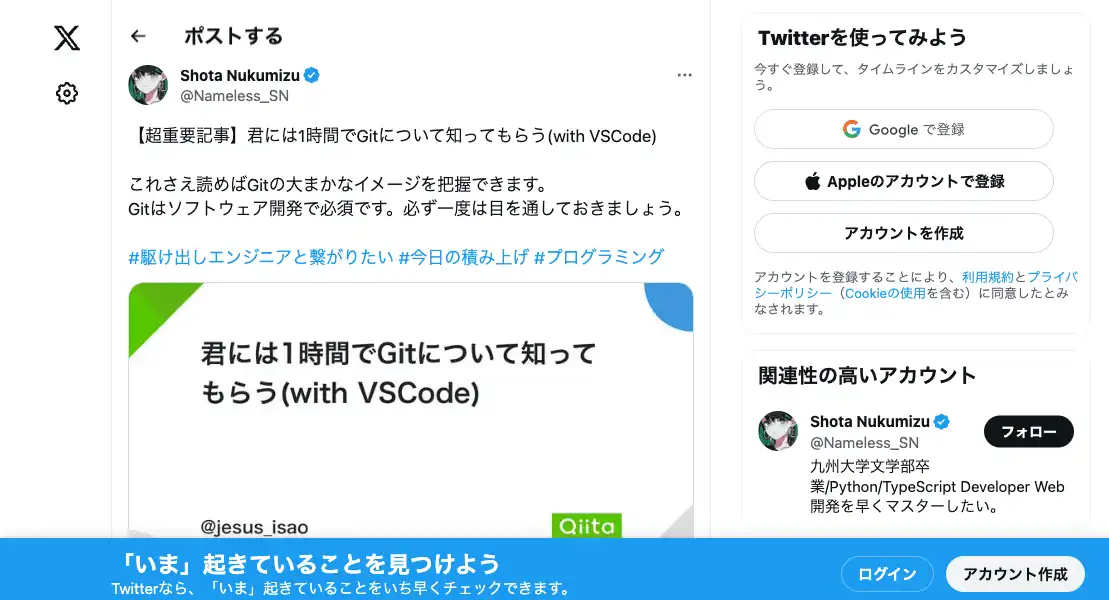 ポストする
Shota Nukumizu
@Nameless_SN
【超重要記事】君には1時間でGitについて知ってもらう(with VSCode)
これさえ読めばGitの大まかなイメージを把握できます。
Gitはソフトウェア開発で必須です。必ず一度は目を通しておきましょう。
#駆け出しエンジニアと繋がりたい #今日の積み上げ #プログラミング
君には1時間でGitについて知って
もらう(with VSCode)
@jesus_isao
Qiita
Twitterを使ってみよう
今すぐ登録して、タイムラインをカスタマイズしましょ
う。
Google で登録
Appleのアカウントで登録
アカウントを作成
アカウントを登録することにより、利用規約とプライバ
シーポリシー（Cookieの使用を含む）に同意したとみ
なされます。
関連性の高いアカウント
Shota Nukumizu
@Nameless_SN
フォロー
九州大学文学部卒
業/Python/TypeScript Developer Web
開発を早くマスターしたい。
「いま」起きていることを見つけよう
Twitterなら、「いま」起きていることをいち早くチェックできます。
ログイン
アカウント作成